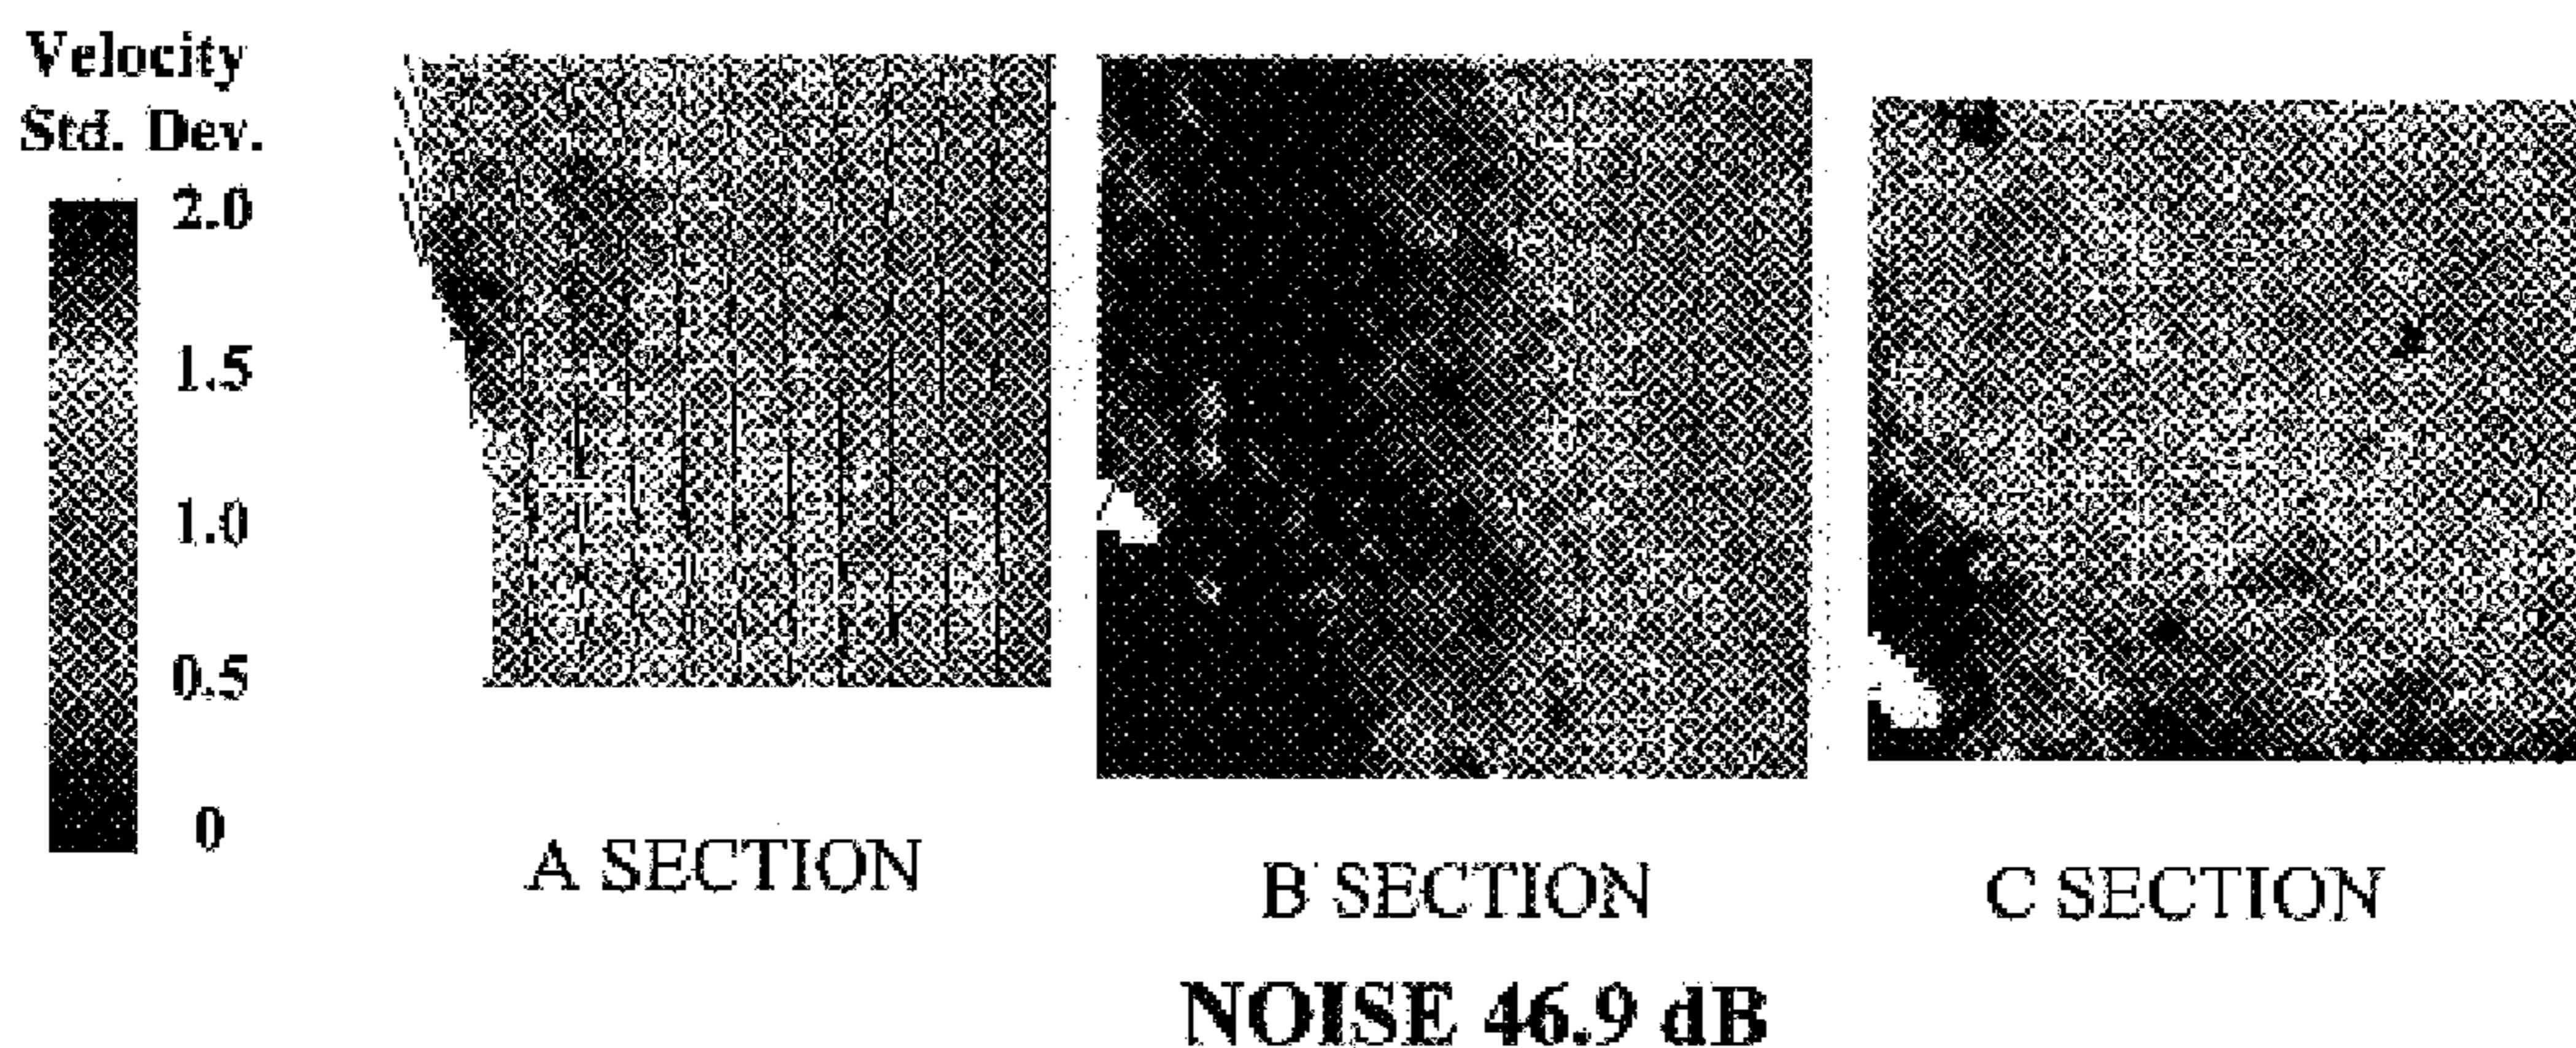 Velocity
Std. Dev.
2.0
1.5
1.0
0.5
0
A SECTION
B SECTION
C SECTION
NOISE 46.9 dB